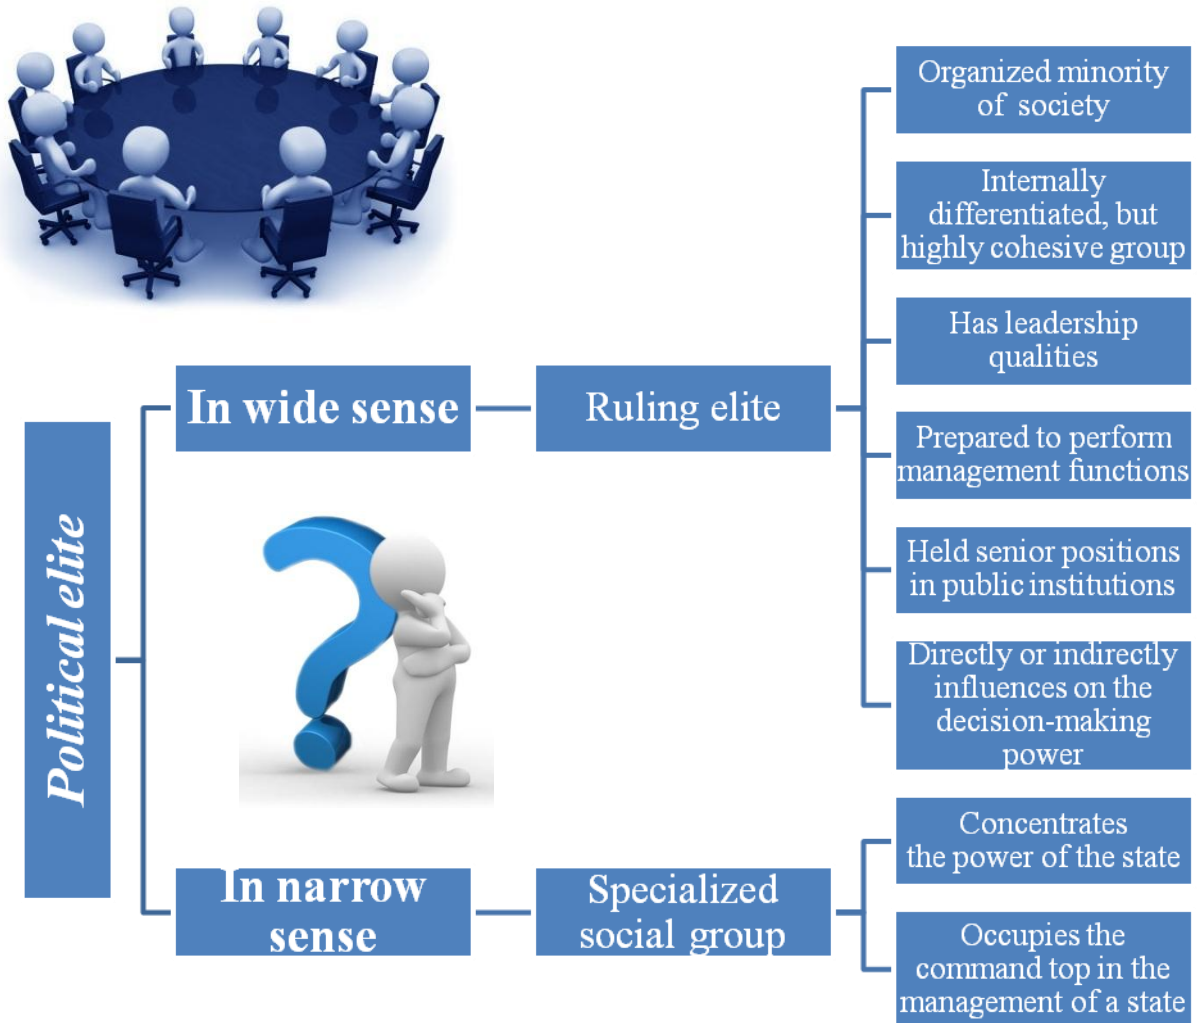 Political elite
In wide sense
Ruling elite
Organized minority
of society
Internally
differentiated, but
highly cohesive group
Has leadership
qualities
Prepared to perform
management functions
Held senior positions
in public institutions
Directly or indirectly
influences on the
decision-making
power
In narrow
sense
Specialized
social group
Concentrates
the power of the state
Occupies the
command top in the
management of a state